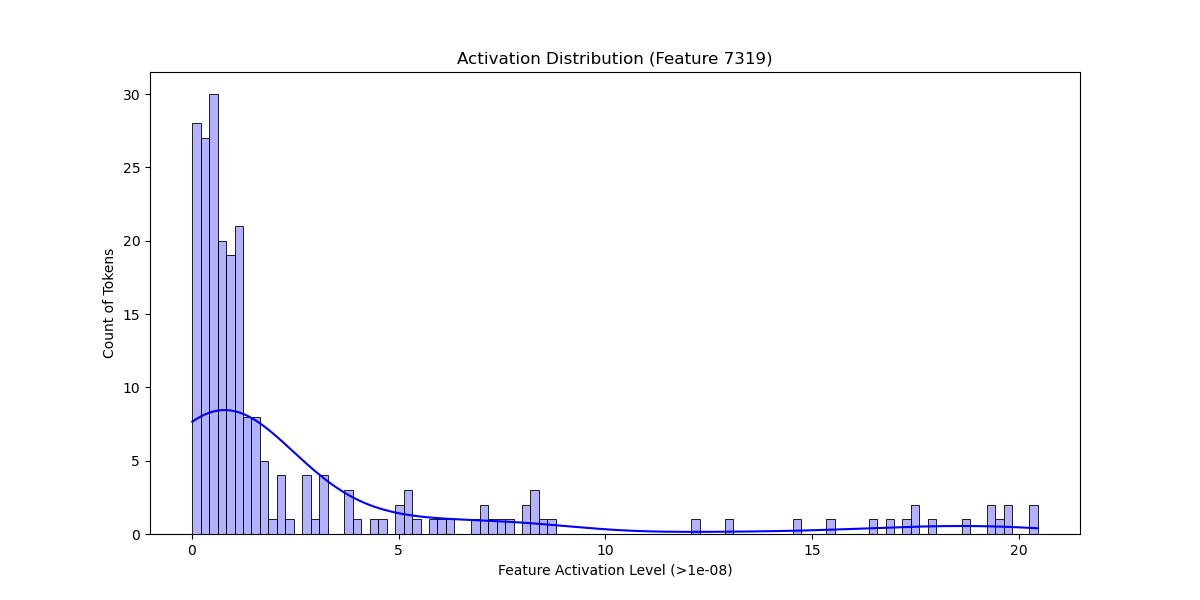 Activation Distribution (Feature 7319)
30
25
20
15
10
5
0
Count of Tokens
0 5 10 15 20
Feature Activation Level (>1e-08)